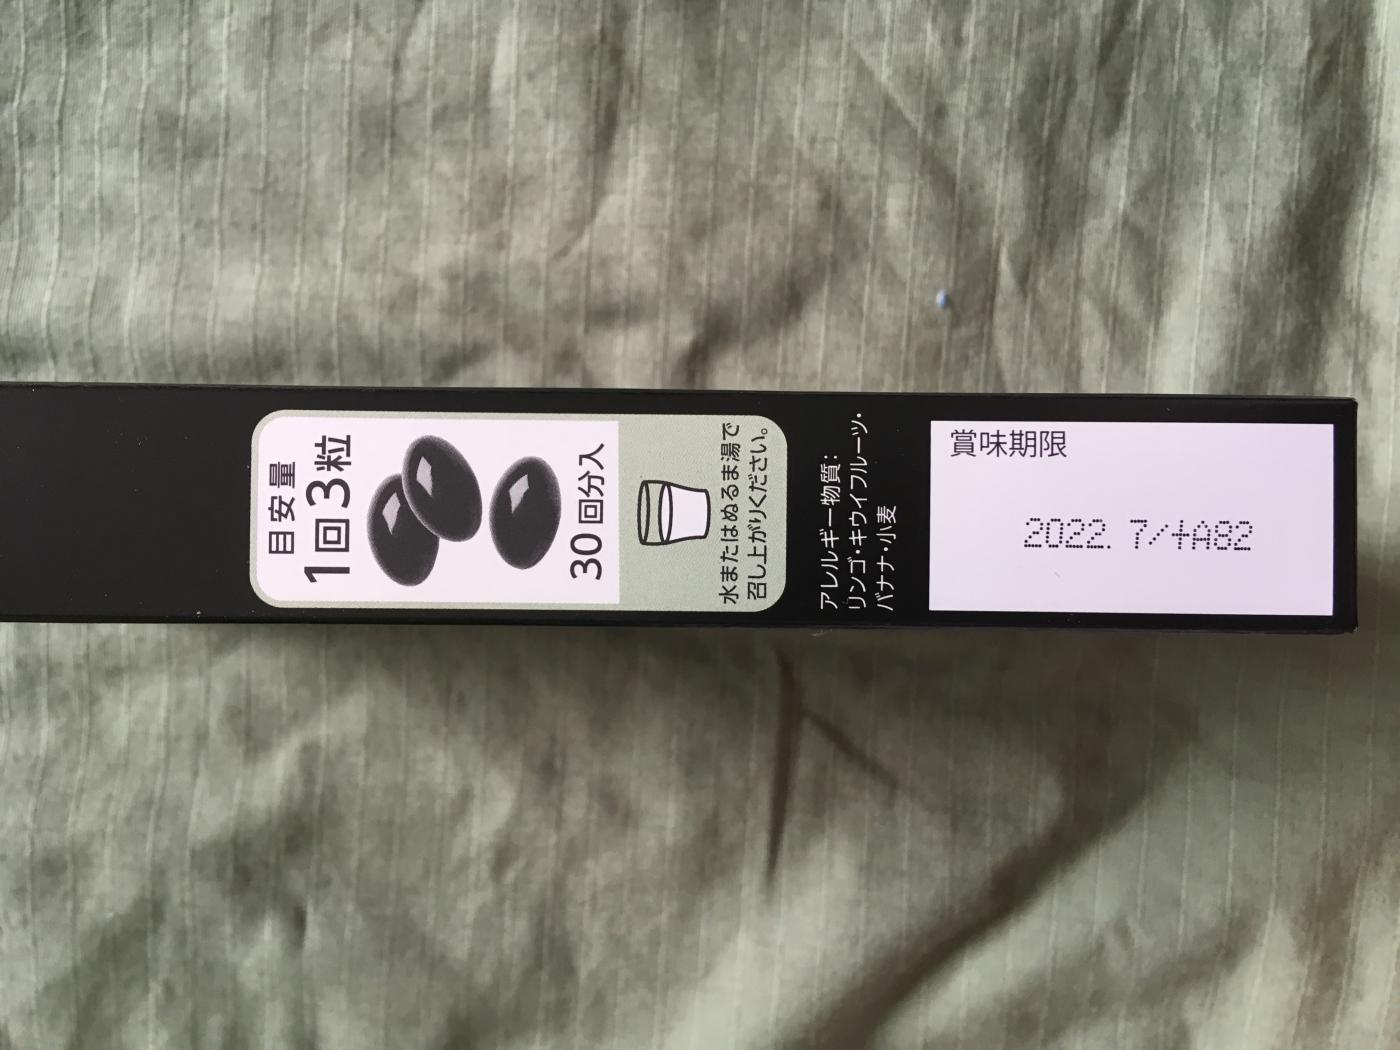 目安量
1回3粒
30回分入
水またはぬるま湯で
召し上がりください。
アレルギー物質：
リンゴ・キウイフルーツ・
バナナ・小麦
賞味期限
2022. 7/+A82